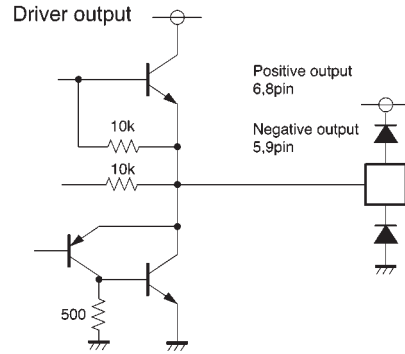 Driver output
Positive output
6,8pin
10k
Negative output
5,9pin
10k
500